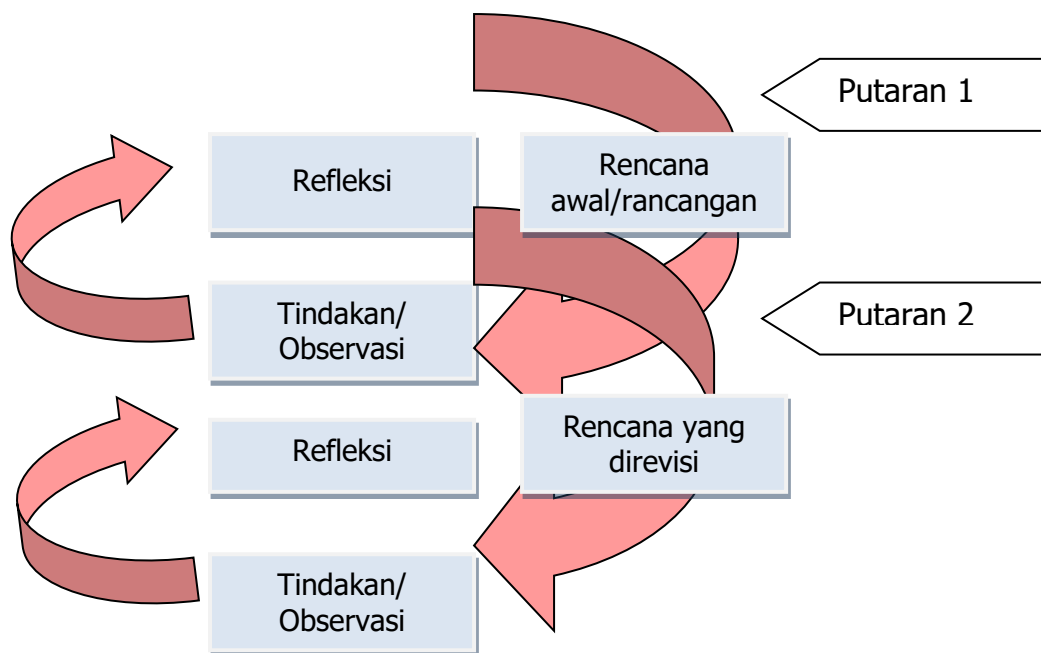 Putaran 1
Refleksi
Rencana
awal/rancangan
Tindakan/
Observasi
Putaran 2
Refleksi
Rencana yang
direvisi
Tindakan/
Observasi